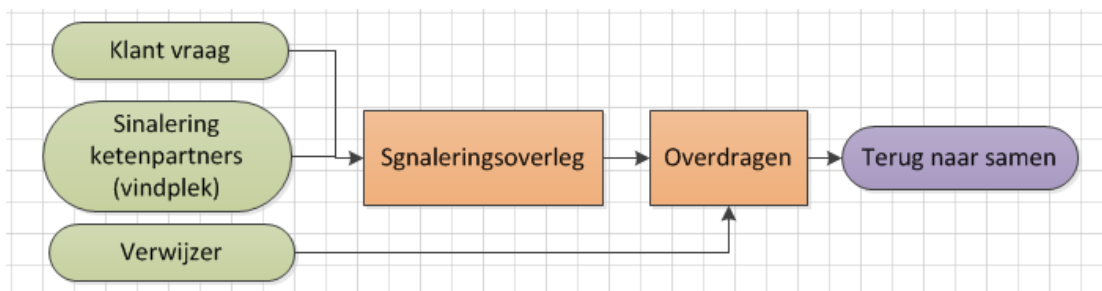 Klant vraag
Sinalering
ketenpartners
(vindplek)
Sgnaleringsoverleg
Overdragen
Terug naar samen
Verwijzer